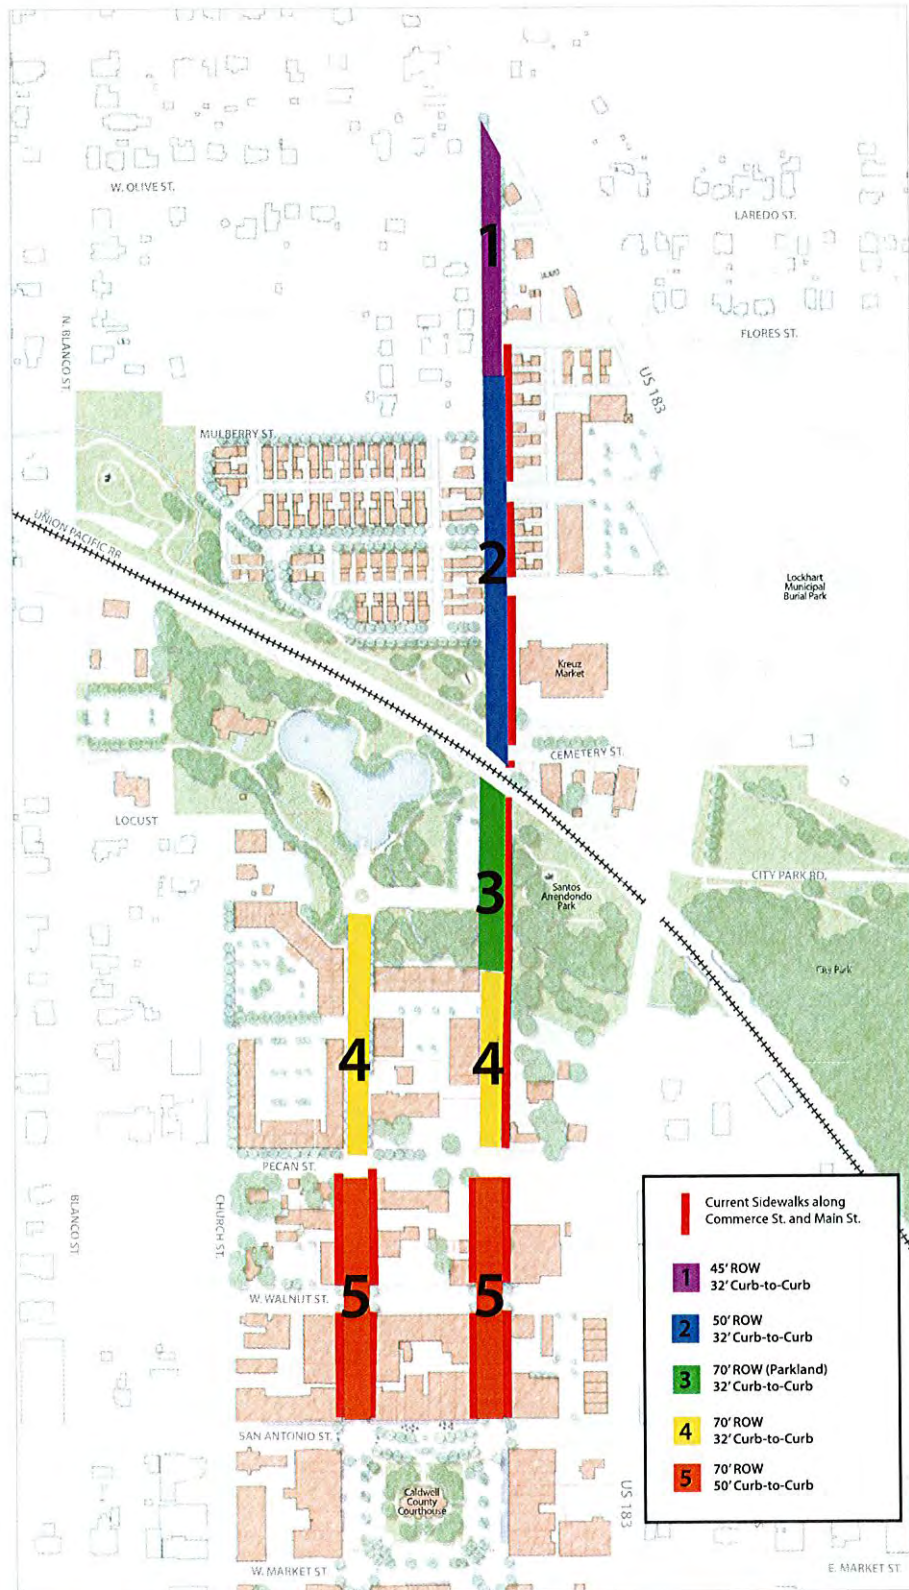 W. OLIVE ST.
LAREDO ST.
1
N. BLANCO ST.
FLORES ST.
US 183
MULBERRY ST.
UNION PACIFIC RR
2
Lockhart
Municipal
Burial Park
Kreuz
Market
CEMETERY ST.
LOCUST
3
Santos
Arrendondo
Park
CITY PARK RD.
City Park
4
4
PECAN ST.
BLANCO ST.
CHURCH ST.
W. WALNUT ST.
5
5
SAN ANTONIO ST.
Caldwell
County
Courthouse
US 183
W. MARKET ST
E. MARKET ST
Current Sidewalks along
Commerce St. and Main St.
1
45' ROW
32' Curb-to-Curb
2
50' ROW
32' Curb-to-Curb
3
70' ROW (Parkland)
32' Curb-to-Curb
4
70' ROW
32' Curb-to-Curb
5
70' ROW
50' Curb-to-Curb